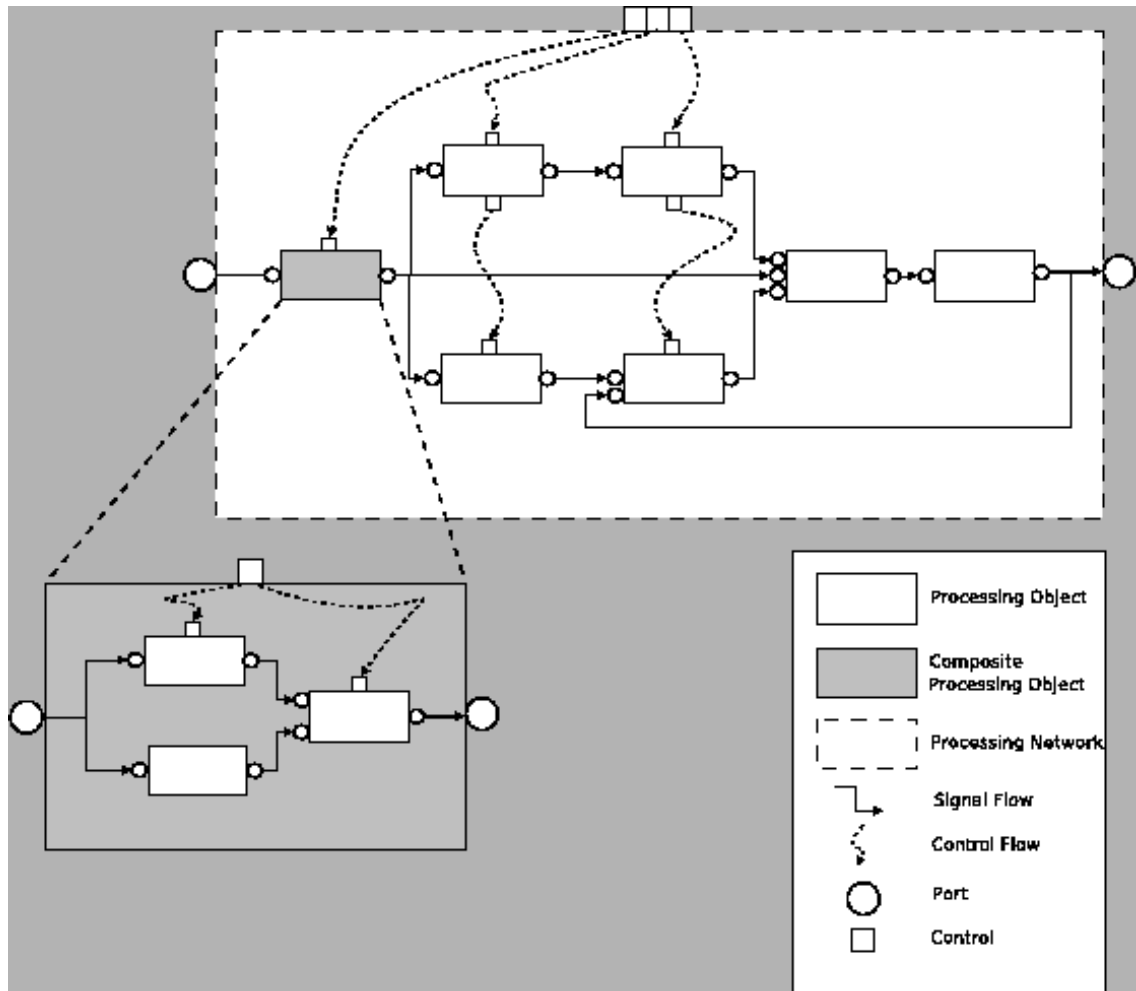 Processing Object
Composite
Processing Object
Processing Network
Signal Flow
Control Flow
Port
Control